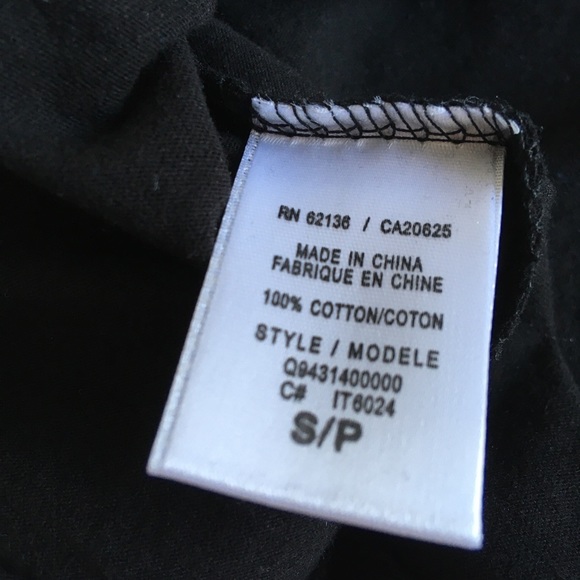 RN 62136 / CA20625
MADE IN CHINA
FABRIQUE EN CHINE
100% COTTON/COTON
STYLE / MODELE
Q9431400000
C# IT6024
S/P